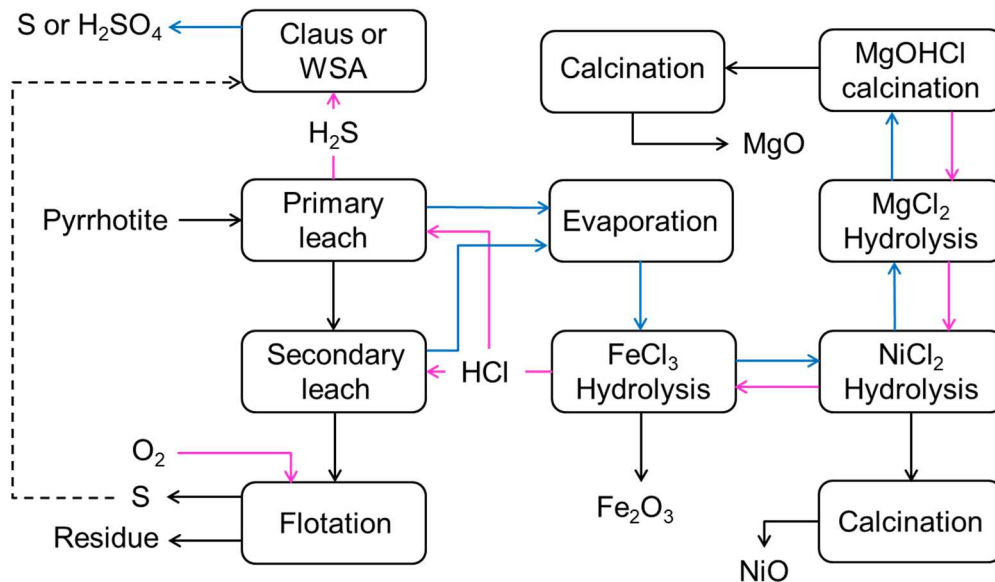 S or H₂SO₄
Claus or
WSA
Calcination
MgOHCl
calcination
H₂S
MgO
Pyrrhotite
Primary
leach
Evaporation
MgCl₂
Hydrolysis
Secondary
leach
HCl
FeCl₃
Hydrolysis
NiCl₂
Hydrolysis
O₂
S
Residue
Flotation
Fe₂O₃
Calcination
NiO